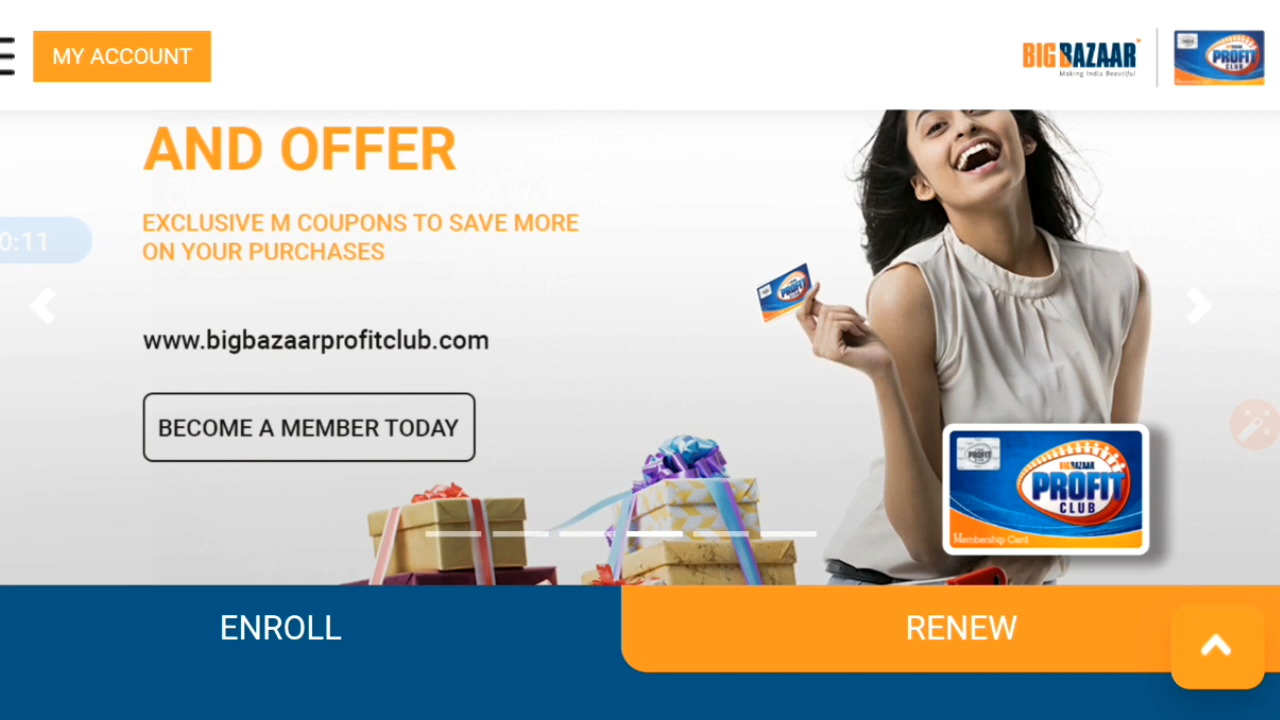 MY ACCOUNT
BIG BAZAAR
Making India Beautiful
PROFIT
CLUB
AND OFFER
EXCLUSIVE M COUPONS TO SAVE MORE
ON YOUR PURCHASES
0:11
www.bigbazaarprofitclub.com
BECOME A MEMBER TODAY
PROFIT
BIG BAZAAR
PROFIT
CLUB
Membership Card
ENROLL
RENEW